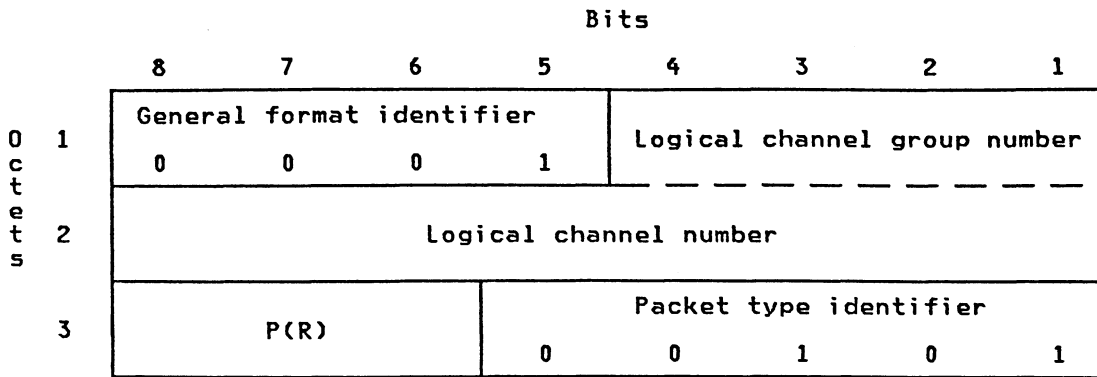 Bits
8 7 6 5 4 3 2 1
Octets
1
General format identifier
0 0 0 1
Logical channel group number
2
Logical channel number
3
P(R)
Packet type identifier
0 0 1 0 1